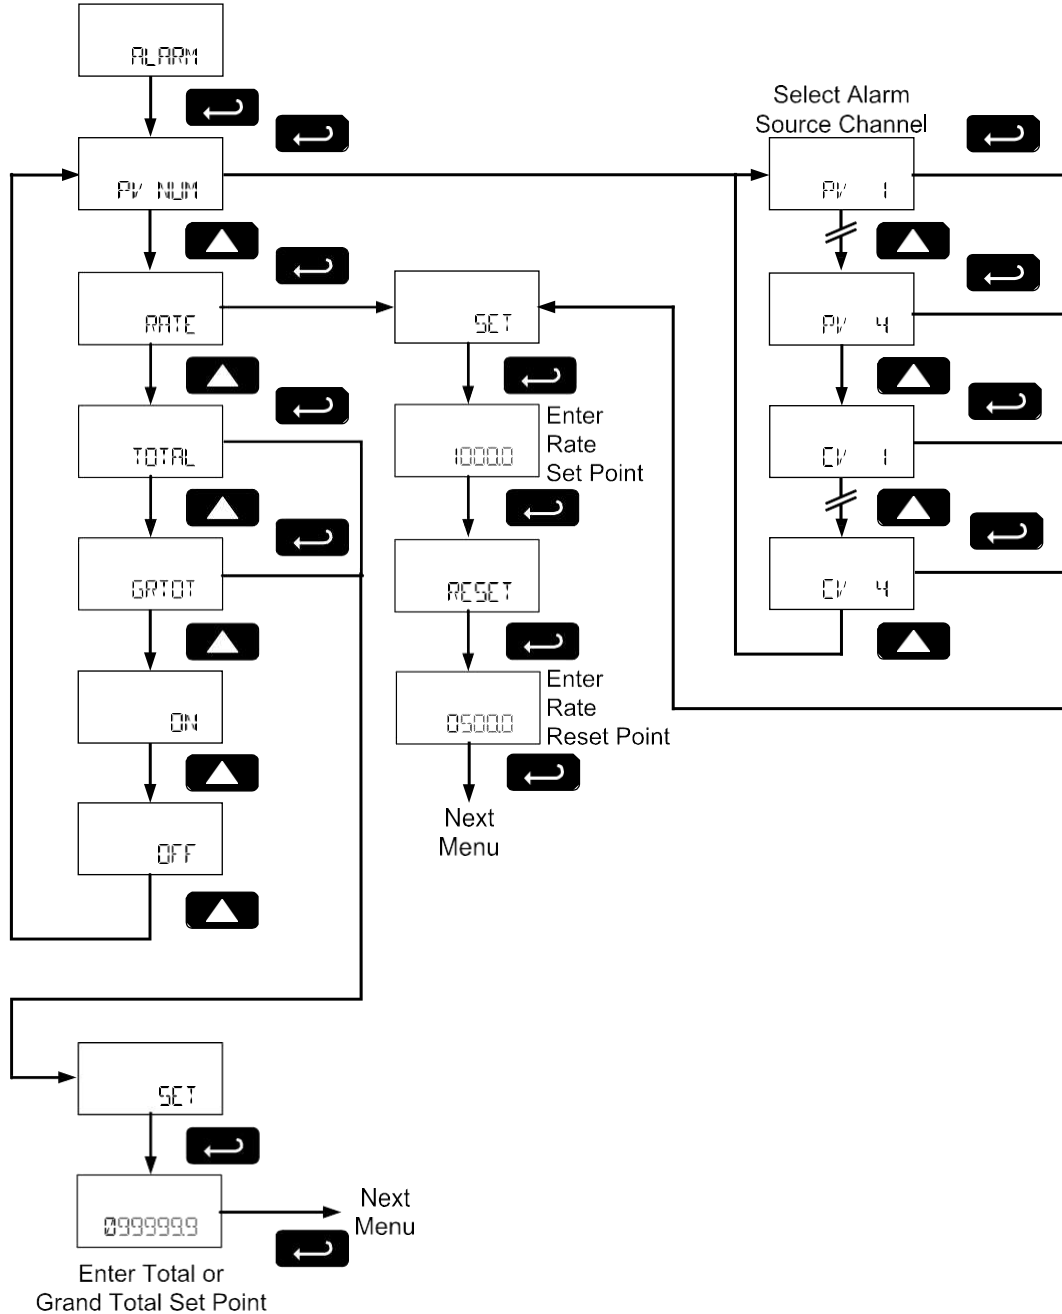 ALARM
Select Alarm
Source Channel
PV NUM
PV 1
RATE
SET
PV 4
Enter
Rate
Set Point
TOTAL
1000.0
CV 1
GRTOT
RESET
CV 4
Enter
Rate
Reset Point
ON
0500.0
Next
Menu
OFF
SET
099999.9
Next
Menu
Enter Total or
Grand Total Set Point